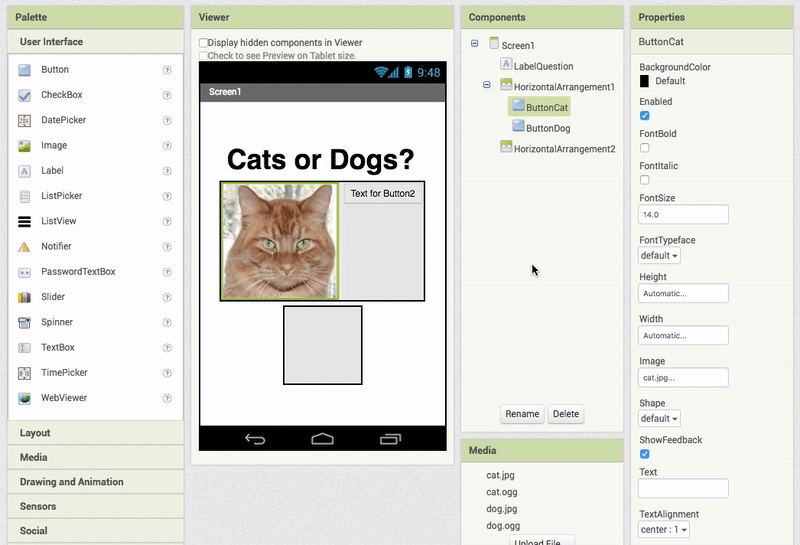 Palette
User Interface
Button
CheckBox
DatePicker
Image
Label
ListPicker
ListView
Notifier
PasswordTextBox
Slider
Spinner
TextBox
TimePicker
WebViewer
Layout
Media
Drawing and Animation
Sensors
Social
Viewer
Display hidden components in Viewer
Check to see Preview on Tablet size.
9:48
Screen1
Cats or Dogs?
Text for Button2
Components
Screen1
LabelQuestion
HorizontalArrangement1
ButtonCat
ButtonDog
HorizontalArrangement2
Rename Delete
Media
cat.jpg
cat.ogg
dog.jpg
dog.ogg
Upload File...
Properties
ButtonCat
BackgroundColor
Default
Enabled
FontBold
FontItalic
FontSize
14.0
FontTypeface
default
Height
Automatic...
Width
Automatic...
Image
cat.jpg...
Shape
default
ShowFeedback
Text
TextAlignment
center : 1